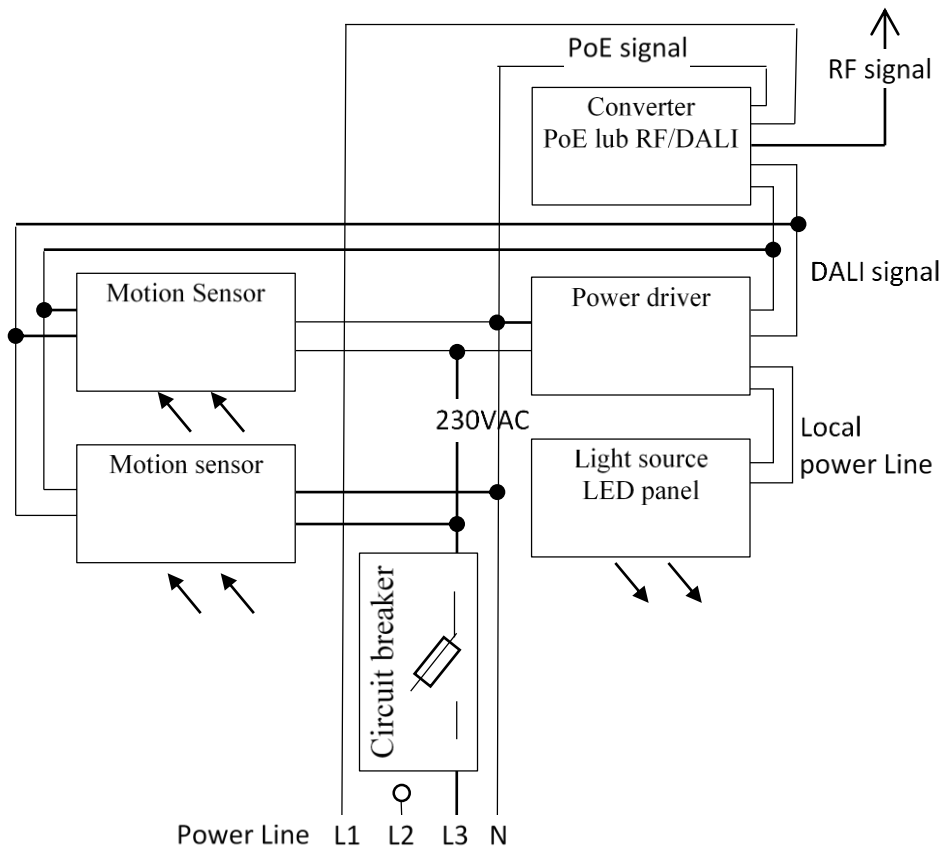 PoE signal
RF signal
Converter
PoE lub RF/DALI
DALI signal
Motion Sensor
Power driver
230VAC
Local
power Line
Motion sensor
Light source
LED panel
Circuit breaker
Power Line L1 L2 L3 N